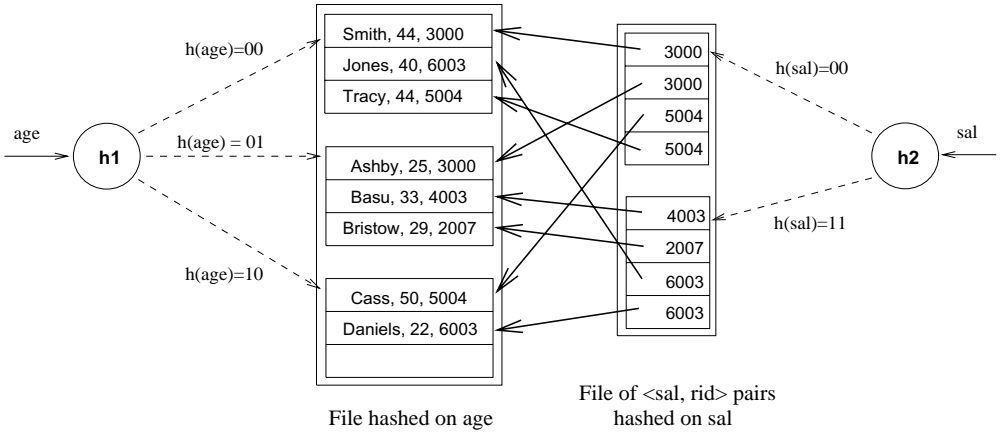 age
h1
h(age)=00
h(age) = 01
h(age)=10
Smith, 44, 3000
Jones, 40, 6003
Tracy, 44, 5004
Ashby, 25, 3000
Basu, 33, 4003
Bristow, 29, 2007
Cass, 50, 5004
Daniels, 22, 6003
File hashed on age
3000
3000
5004
5004
4003
2007
6003
6003
File of <sal, rid> pairs
hashed on sal
h(sal)=00
h(sal)=11
h2
sal